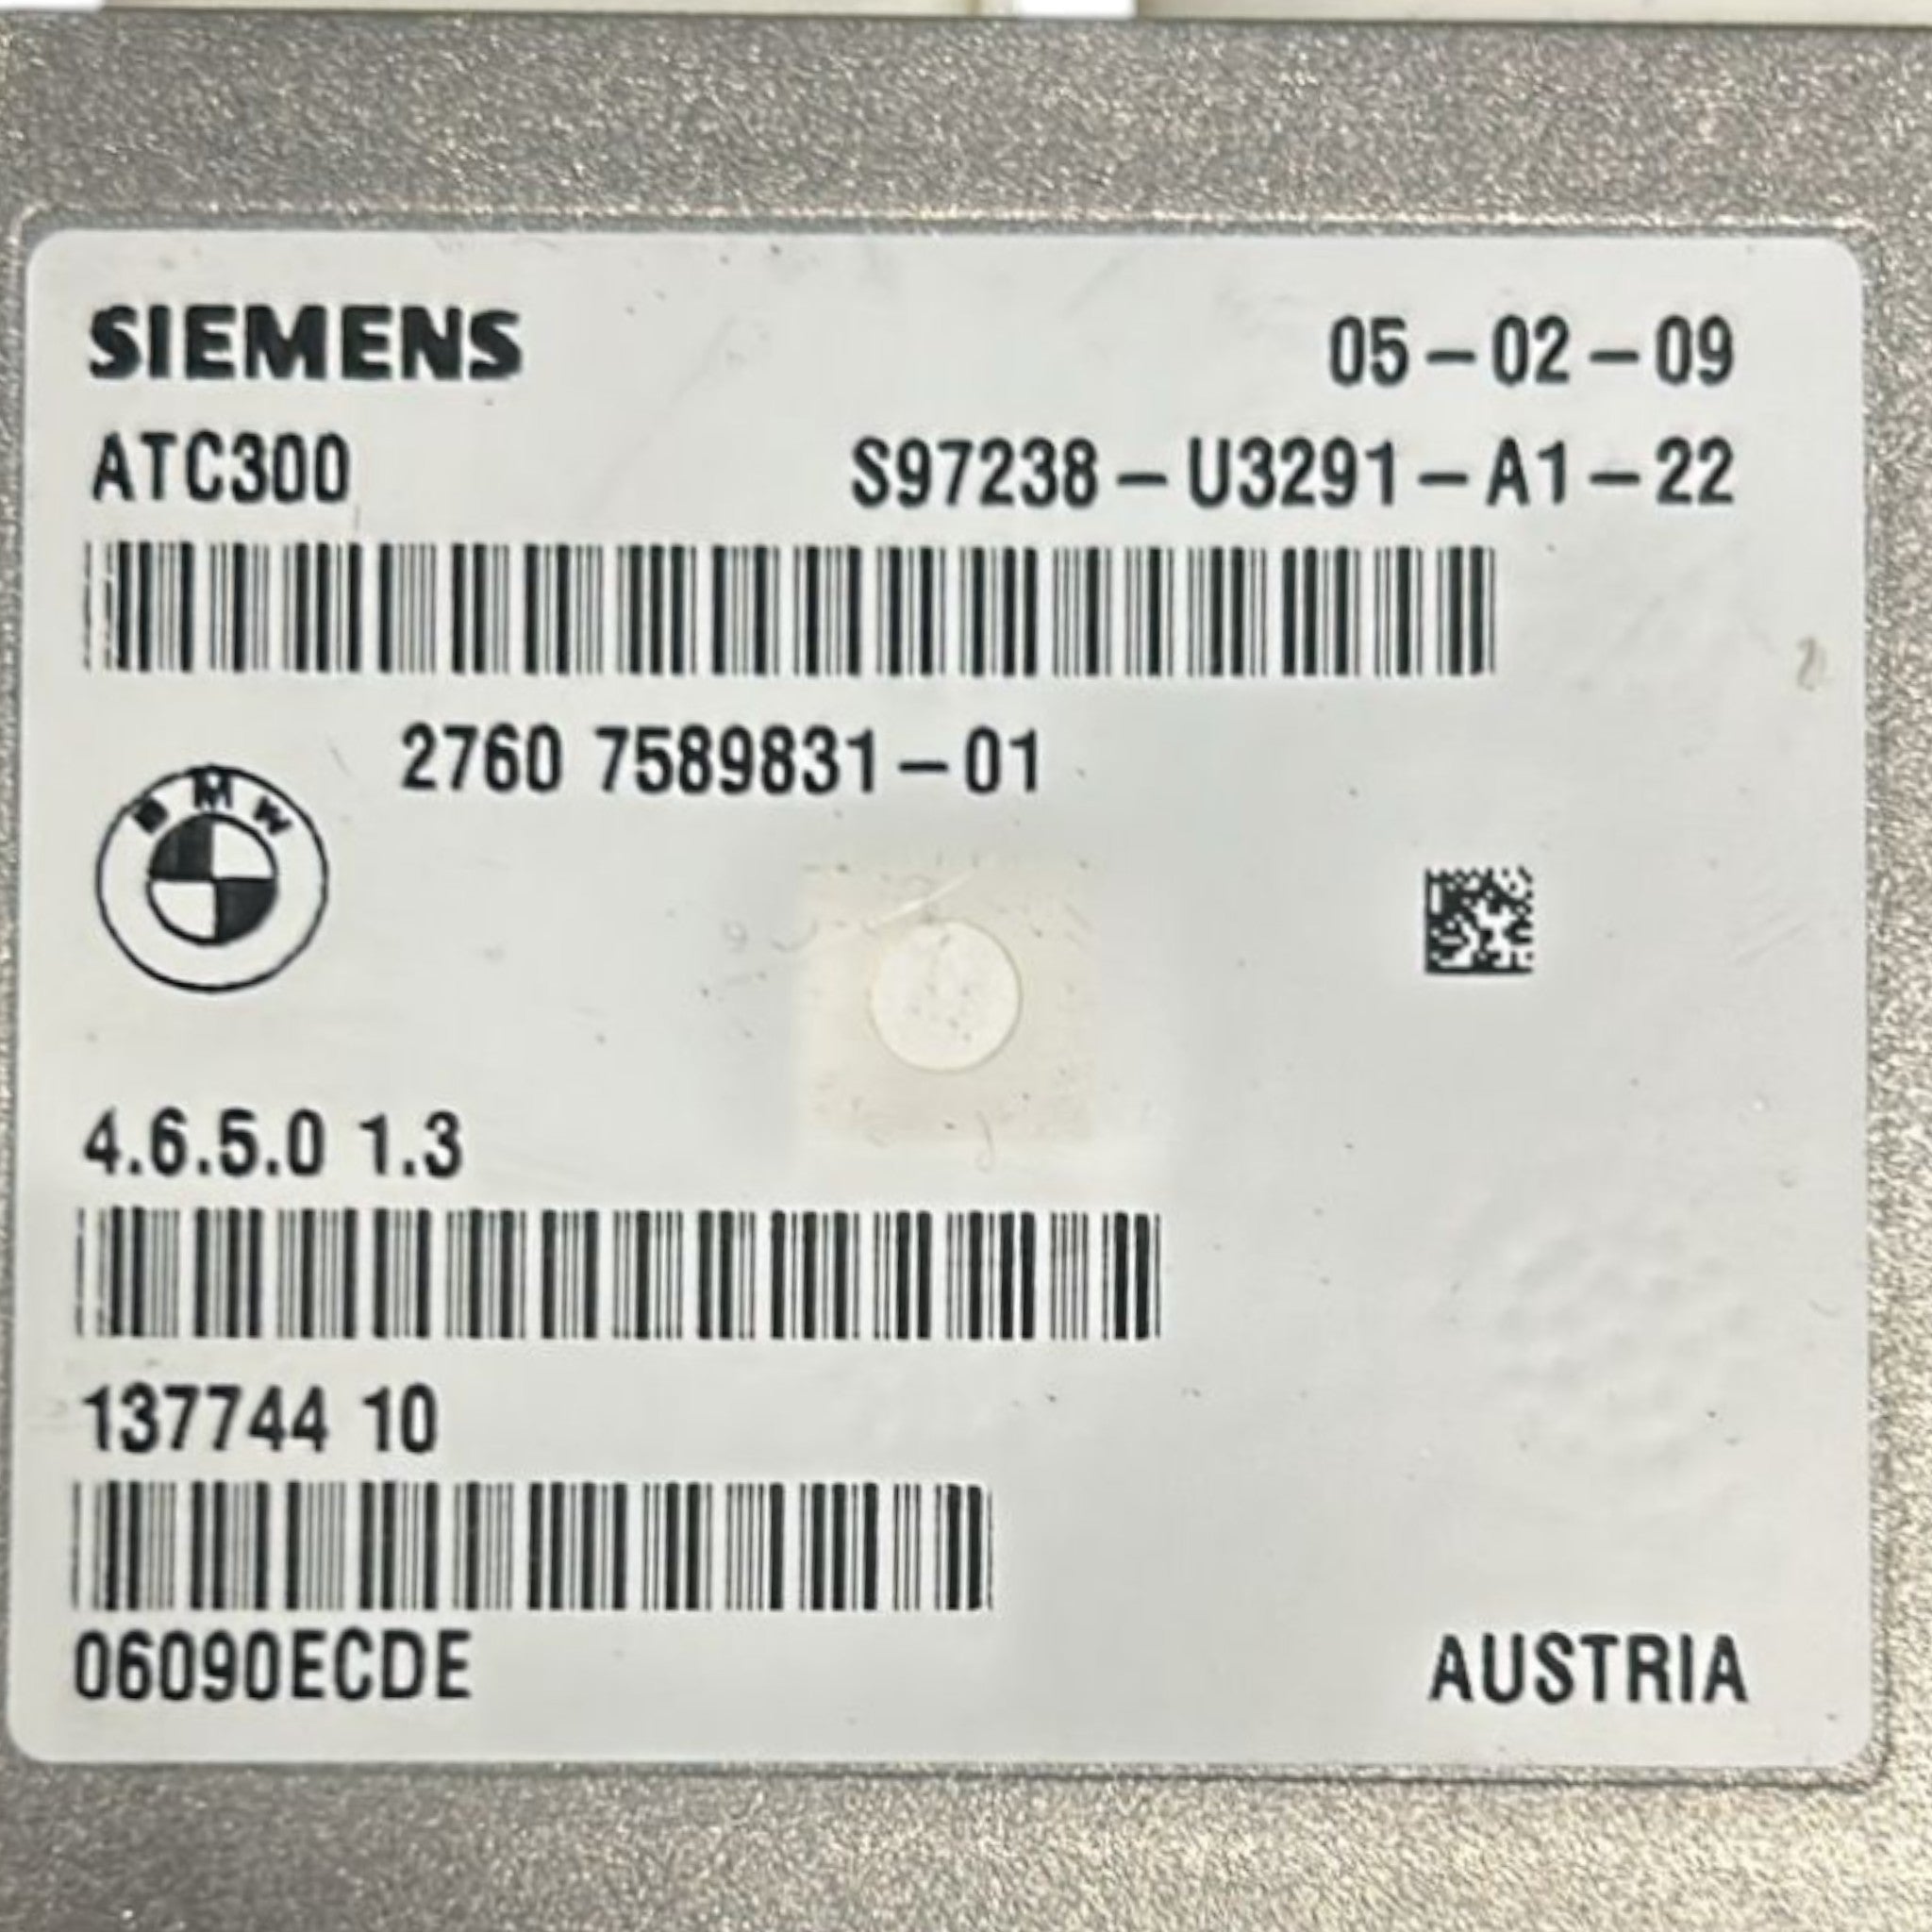 SIEMENS 05-02-09
ATC300 S97238-U3291-A1-22
2760 7589831-01
BMW
4.6.5.0 1.3
137744 10
06090ECDE AUSTRIA